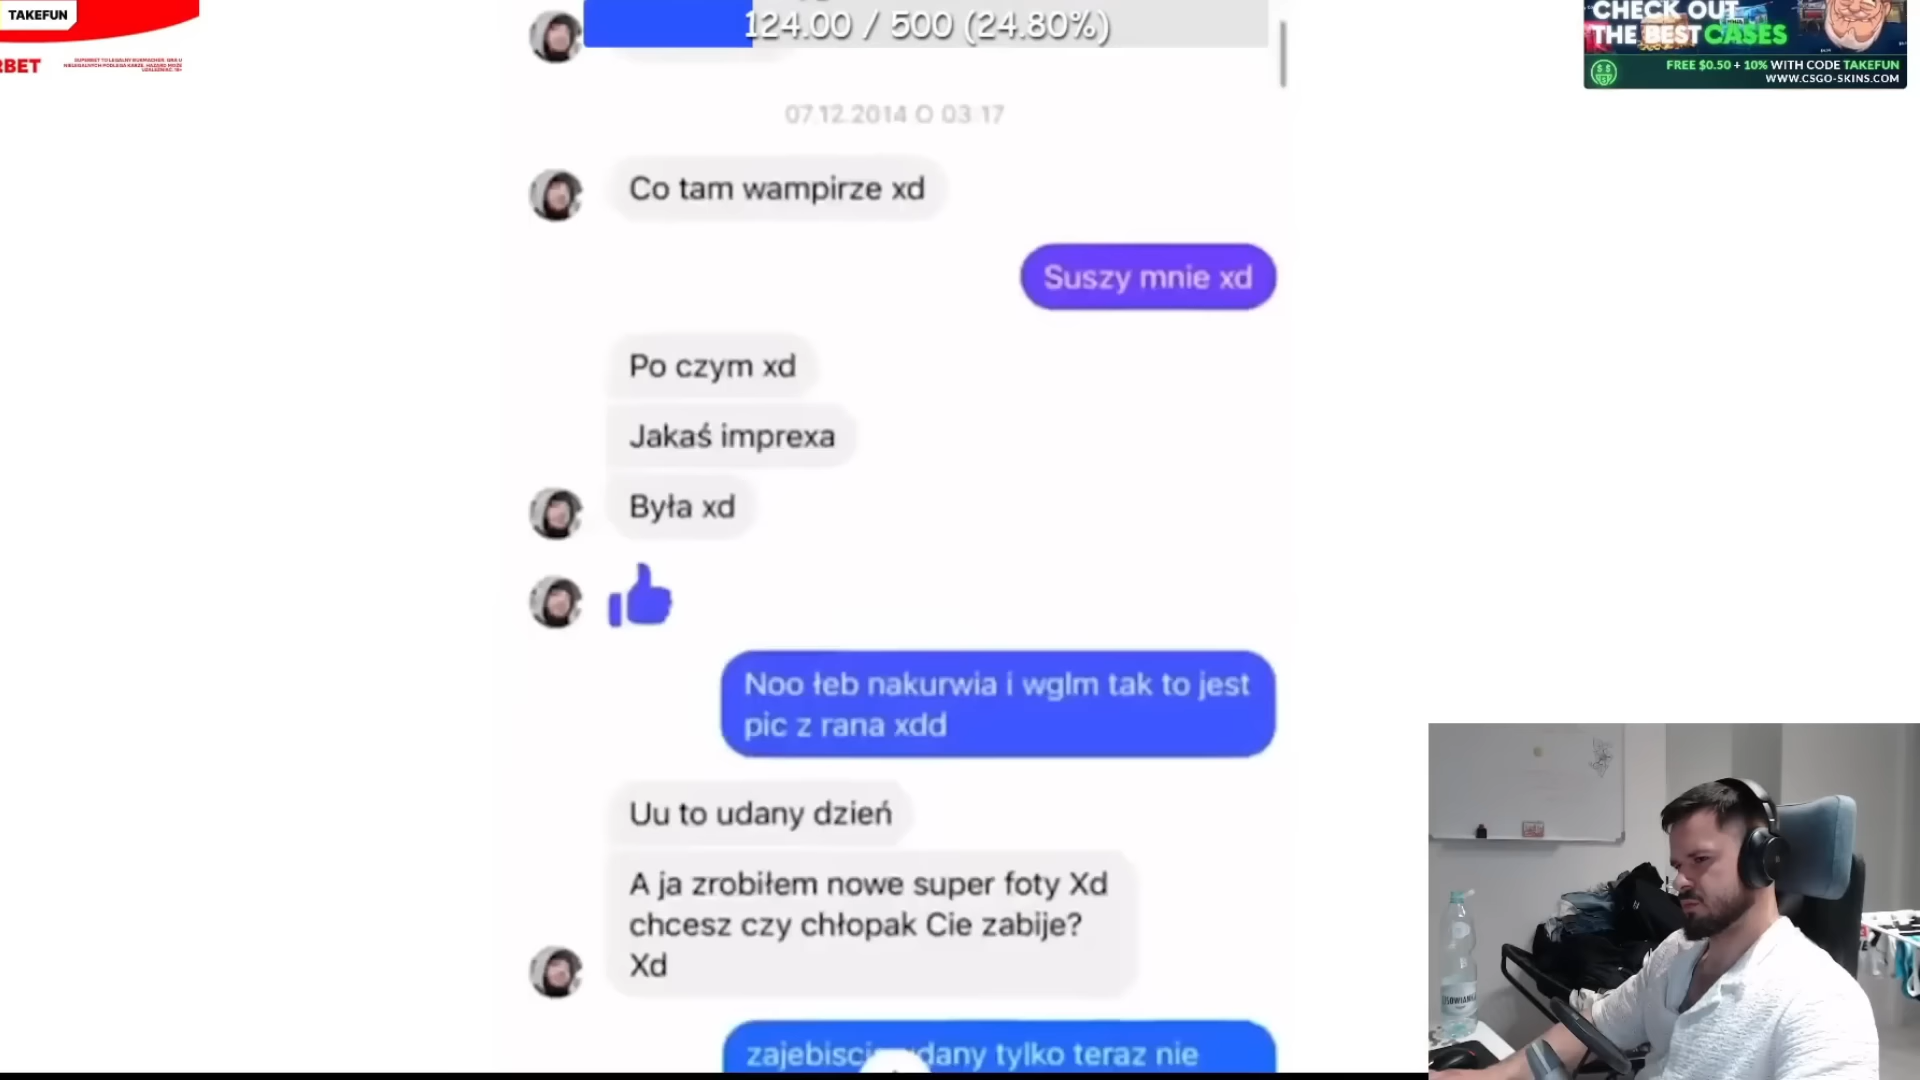 TAKEFUN
RBET
124.00 / 500 (24.80%)
CHECK OUT
THE BEST CASES
FREE $0.50 + 10% WITH CODE TAKEFUN
WWW.CSGO-SKINS.COM
07.12.2014 O 03:17
Co tam wampirze xd
Suszy mnie xd
Po czym xd
Jakaś imprexa
Była xd
Noo łeb nakurwia i wglm tak to jest
pic z rana xdd
Uu to udany dzień
A ja zrobiłem nowe super foty Xd
chcesz czy chłopak Cie zabije?
Xd
tylko teraz nie